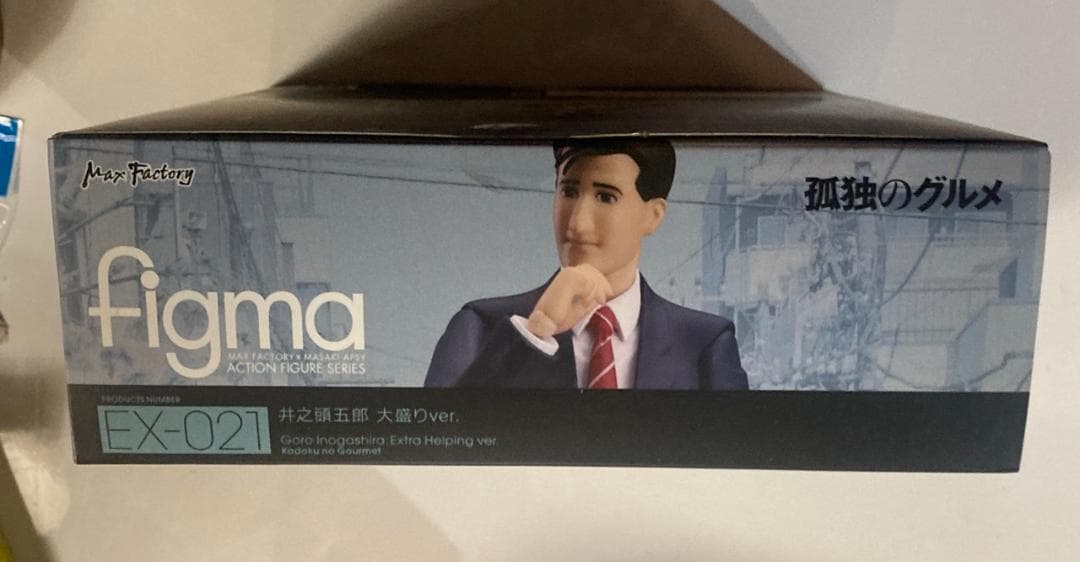 Max Factory
孤独のグルメ
figma
MAX FACTORY × MASAKI APSY
ACTION FIGURE SERIES
PRODUCTS NUMBER
EX-021
井之頭五郎 大盛りver.
Goro Inogashira: Extra Helping ver.
Kodoku no Gourmet